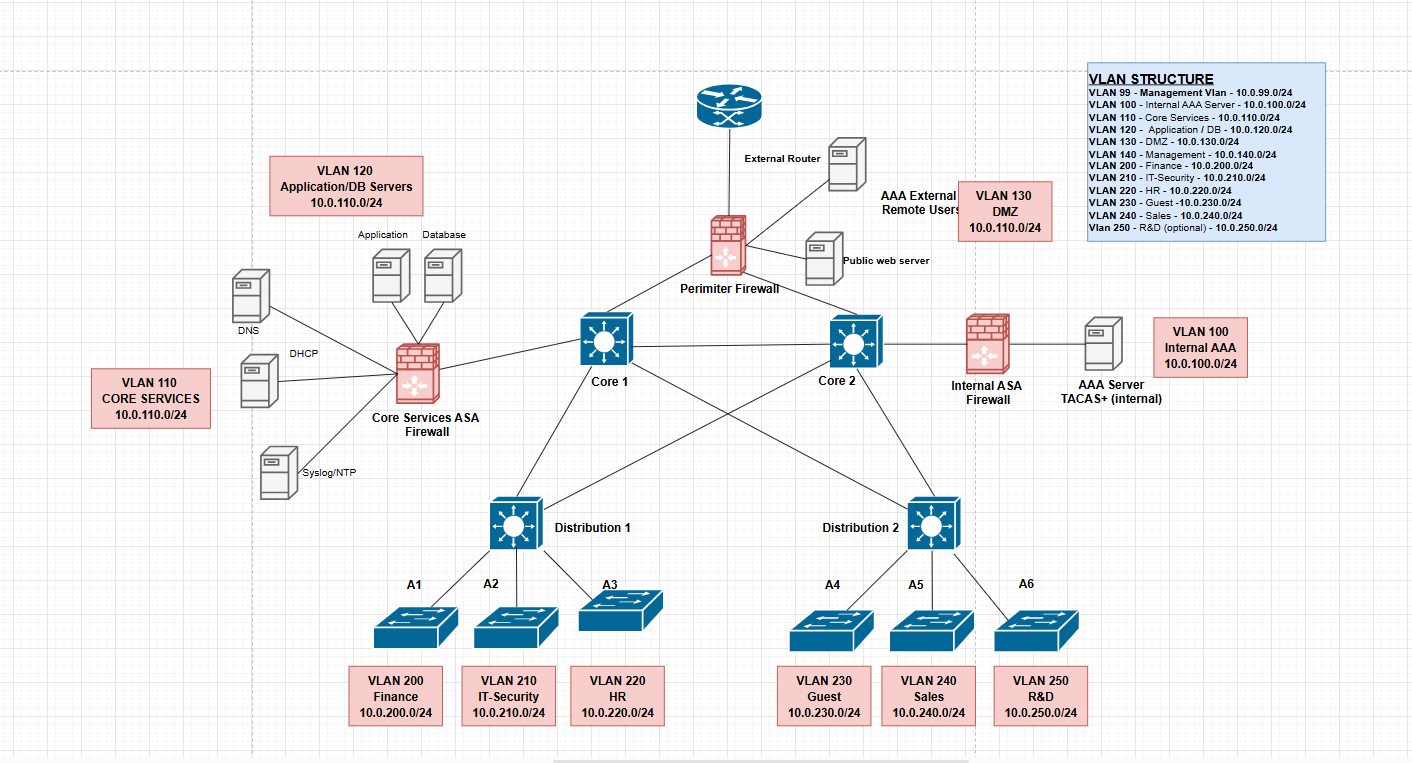 VLAN STRUCTURE
VLAN 99 - Management Vlan - 10.0.99.0/24
VLAN 100 - Internal AAA Server - 10.0.100.0/24
VLAN 110 - Core Services - 10.0.110.0/24
VLAN 120 - Application / DB - 10.0.120.0/24
VLAN 130 - DMZ - 10.0.130.0/24
VLAN 140 - Management - 10.0.140.0/24
VLAN 200 - Finance - 10.0.200.0/24
VLAN 210 - IT-Security - 10.0.210.0/24
VLAN 220 - HR - 10.0.220.0/24
VLAN 230 - Guest -10.0.230.0/24
VLAN 240 - Sales - 10.0.240.0/24
Vlan 250 - R&D (optional) - 10.0.250.0/24
External Router
VLAN 120
Application/DB Servers
10.0.110.0/24
AAA External
Remote Users
VLAN 130
DMZ
10.0.110.0/24
Application
Database
Public web server
Perimiter Firewall
DNS
DHCP
VLAN 110
CORE SERVICES
10.0.110.0/24
Core Services ASA
Firewall
Syslog/NTP
Core 1
Core 2
Internal ASA
Firewall
AAA Server
TACAS+ (internal)
VLAN 100
Internal AAA
10.0.100.0/24
Distribution 1
Distribution 2
A1
A2
A3
A4
A5
A6
VLAN 200
Finance
10.0.200.0/24
VLAN 210
IT-Security
10.0.210.0/24
VLAN 220
HR
10.0.220.0/24
VLAN 230
Guest
10.0.230.0/24
VLAN 240
Sales
10.0.240.0/24
VLAN 250
R&D
10.0.250.0/24